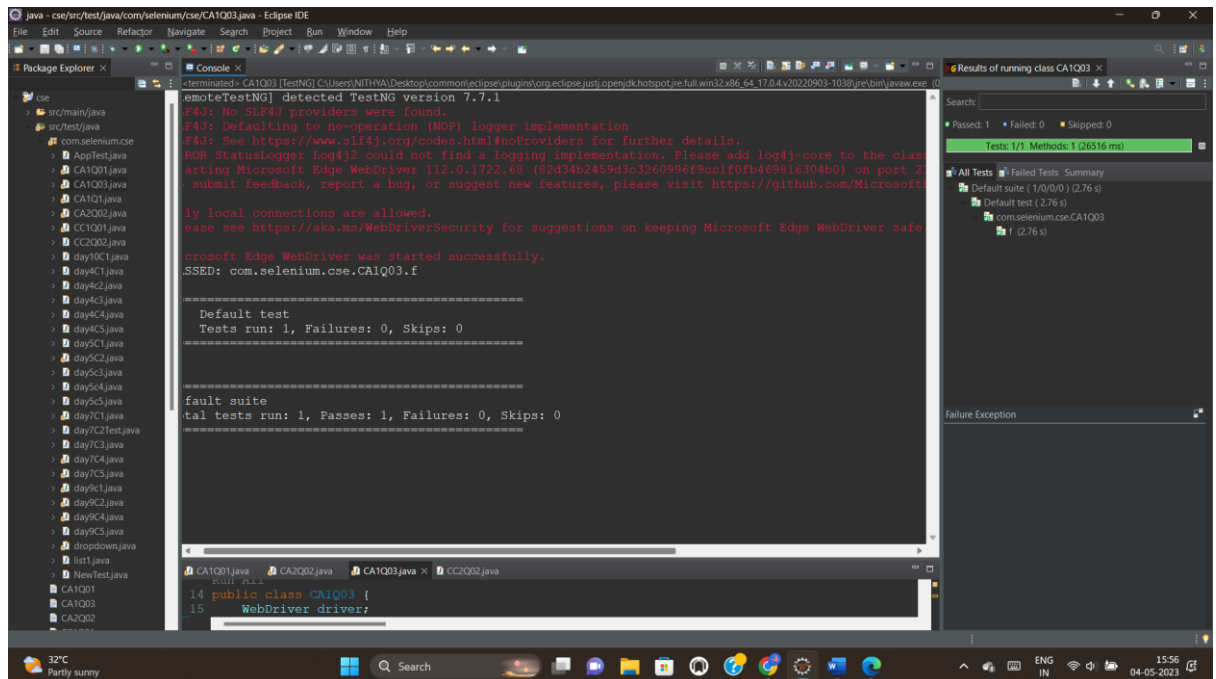 java - cse/src/test/java/com/selenium/cse/CA1Q03.java - Eclipse IDE
File Edit Source Refactor Navigate Search Project Run Window Help
Package Explorer
cse
src/main/java
src/test/java
com.selenium.cse
AppTest.java
CA1Q01.java
CA1Q03.java
CA1Q1.java
CA2Q02.java
CC1Q01.java
CC2Q02.java
day10C1.java
day4C1.java
day4c2.java
day4c3.java
day4C4.java
day4C5.java
day5C1.java
day5C2.java
day5c3.java
day5c4.java
day5c5.java
day7C1.java
day7C2Test.java
day7C3.java
day7C4.java
day7C5.java
day9c1.java
day9C2.java
day9C4.java
day9C5.java
dropdown.java
list1.java
NewTest.java
CA1Q01
CA1Q03
CA2Q02
Console
<terminated> CA1Q03 [TestNG] C:\Users\NITHYA\Desktop\common\eclipse\plugins\org.eclipse.justj.openjdk.hotspot.jre.full.win32.x86_64_17.0.4.v20220903-1038\jre\bin\javaw.exe (0
emoteTestNG] detected TestNG version 7.7.1
F4J: No SLF4J providers were found.
F4J: Defaulting to no-operation (NOP) logger implementation
F4J: See https://www.slf4j.org/codes.html#noProviders for further details.
ROR StatusLogger Log4j2 could not find a logging implementation. Please add log4j-core to the clas
arting Microsoft Edge WebDriver 112.0.1722.68 (82d34b2459d3c3260996f9cc1f0fb469816304b0) on port 2
submit feedback, report a bug, or suggest new features, please visit https://github.com/MicrosoftE
ly local connections are allowed.
ease see https://aka.ms/WebDriverSecurity for suggestions on keeping Microsoft Edge WebDriver safe.
crosoft Edge WebDriver was started successfully.
SSED: com.selenium.cse.CA1Q03.f
===============================================
Default test
Tests run: 1, Failures: 0, Skips: 0
===============================================
===============================================
fault suite
tal tests run: 1, Passes: 1, Failures: 0, Skips: 0
===============================================
CA1Q01.java CA2Q02.java CA1Q03.java CC2Q02.java
Run All
14 public class CA1Q03 {
15 WebDriver driver;
Results of running class CA1Q03
Search:
Passed: 1 Failed: 0 Skipped: 0
Tests: 1/1 Methods: 1 (26516 ms)
All Tests Failed Tests Summary
Default suite ( 1/0/0/0 ) (2.76 s)
Default test ( 2.76 s)
com.selenium.cse.CA1Q03
f (2.76 s)
Failure Exception
32°C
Partly sunny
Search
ENG
IN
15:56
04-05-2023